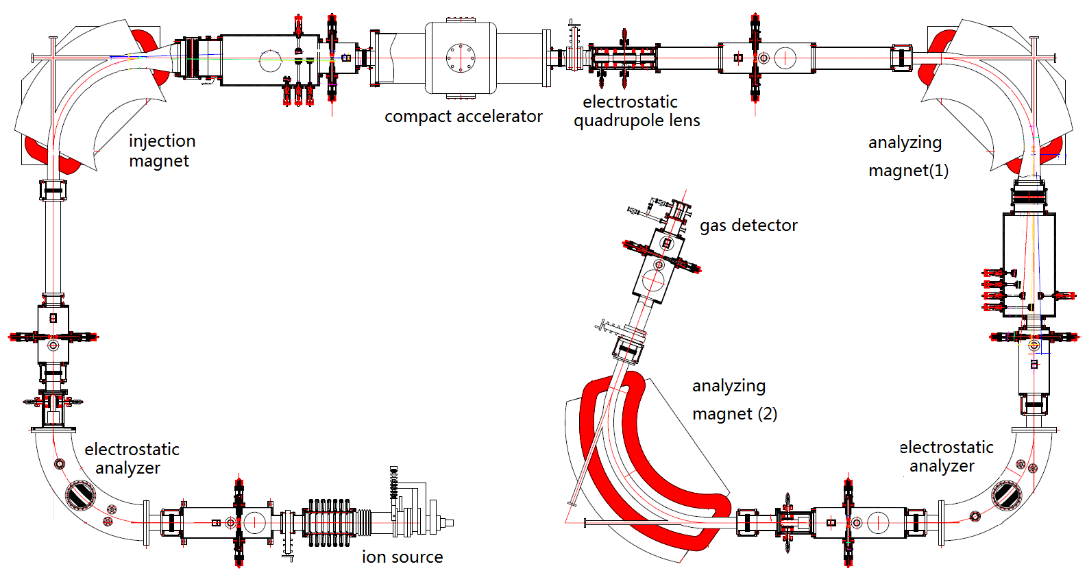 compact accelerator
electrostatic
quadrupole lens
injection
magnet
analyzing
magnet(1)
gas detector
analyzing
magnet (2)
electrostatic
analyzer
electrostatic
analyzer
ion source